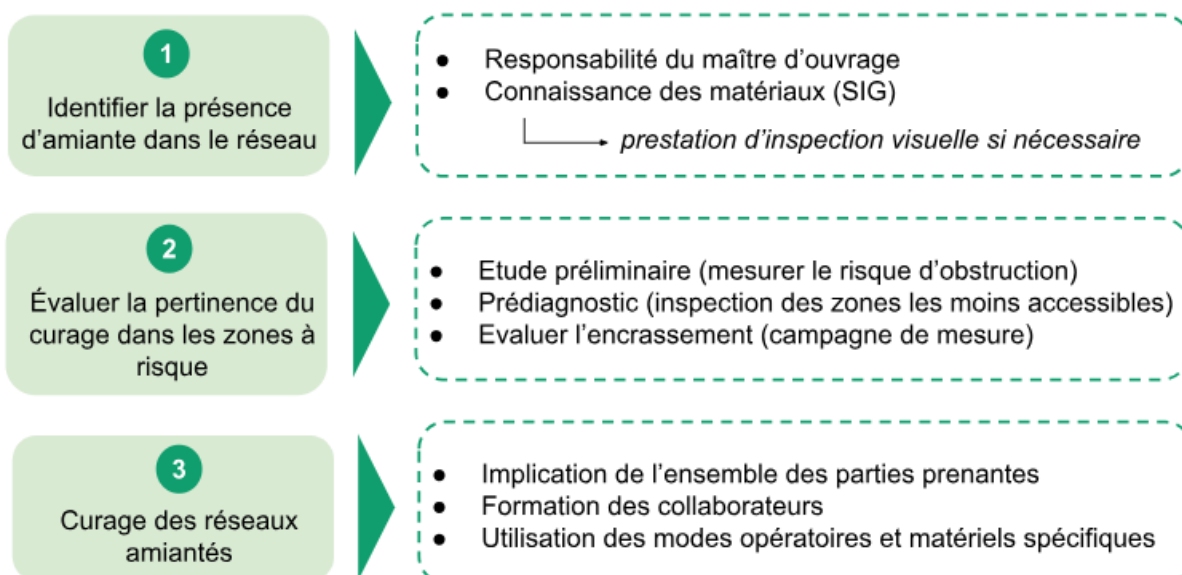 1
Identifier la présence
d’amiante dans le réseau
● Responsabilité du maître d’ouvrage
● Connaissance des matériaux (SIG)
prestation d’inspection visuelle si nécessaire
2
Évaluer la pertinence du
curage dans les zones à
risque
● Etude préliminaire (mesurer le risque d’obstruction)
● Prédiagnostic (inspection des zones les moins accessibles)
● Evaluer l’encrassement (campagne de mesure)
3
Curage des réseaux
amiantés
● Implication de l’ensemble des parties prenantes
● Formation des collaborateurs
● Utilisation des modes opératoires et matériels spécifiques